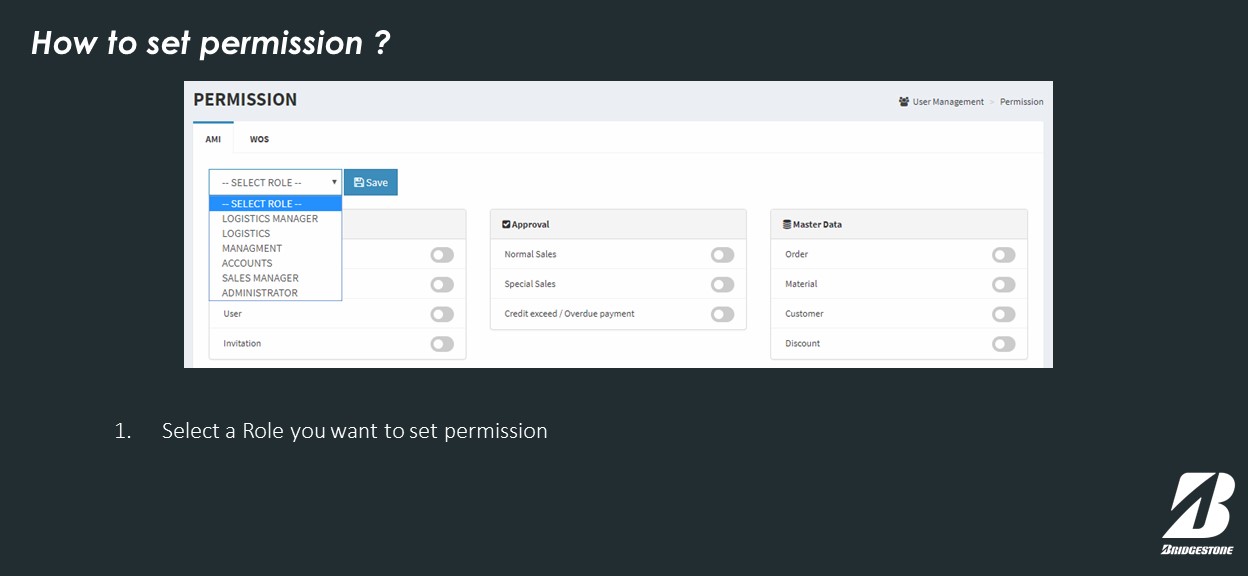 How to set permission ?
PERMISSION
User Management > Permission
AMI
WOS
-- SELECT ROLE --
Save
-- SELECT ROLE --
LOGISTICS MANAGER
LOGISTICS
MANAGMENT
ACCOUNTS
SALES MANAGER
ADMINISTRATOR
User
Invitation
Approval
Normal Sales
Special Sales
Credit exceed / Overdue payment
Master Data
Order
Material
Customer
Discount
1. Select a Role you want to set permission
BRIDGESTONE